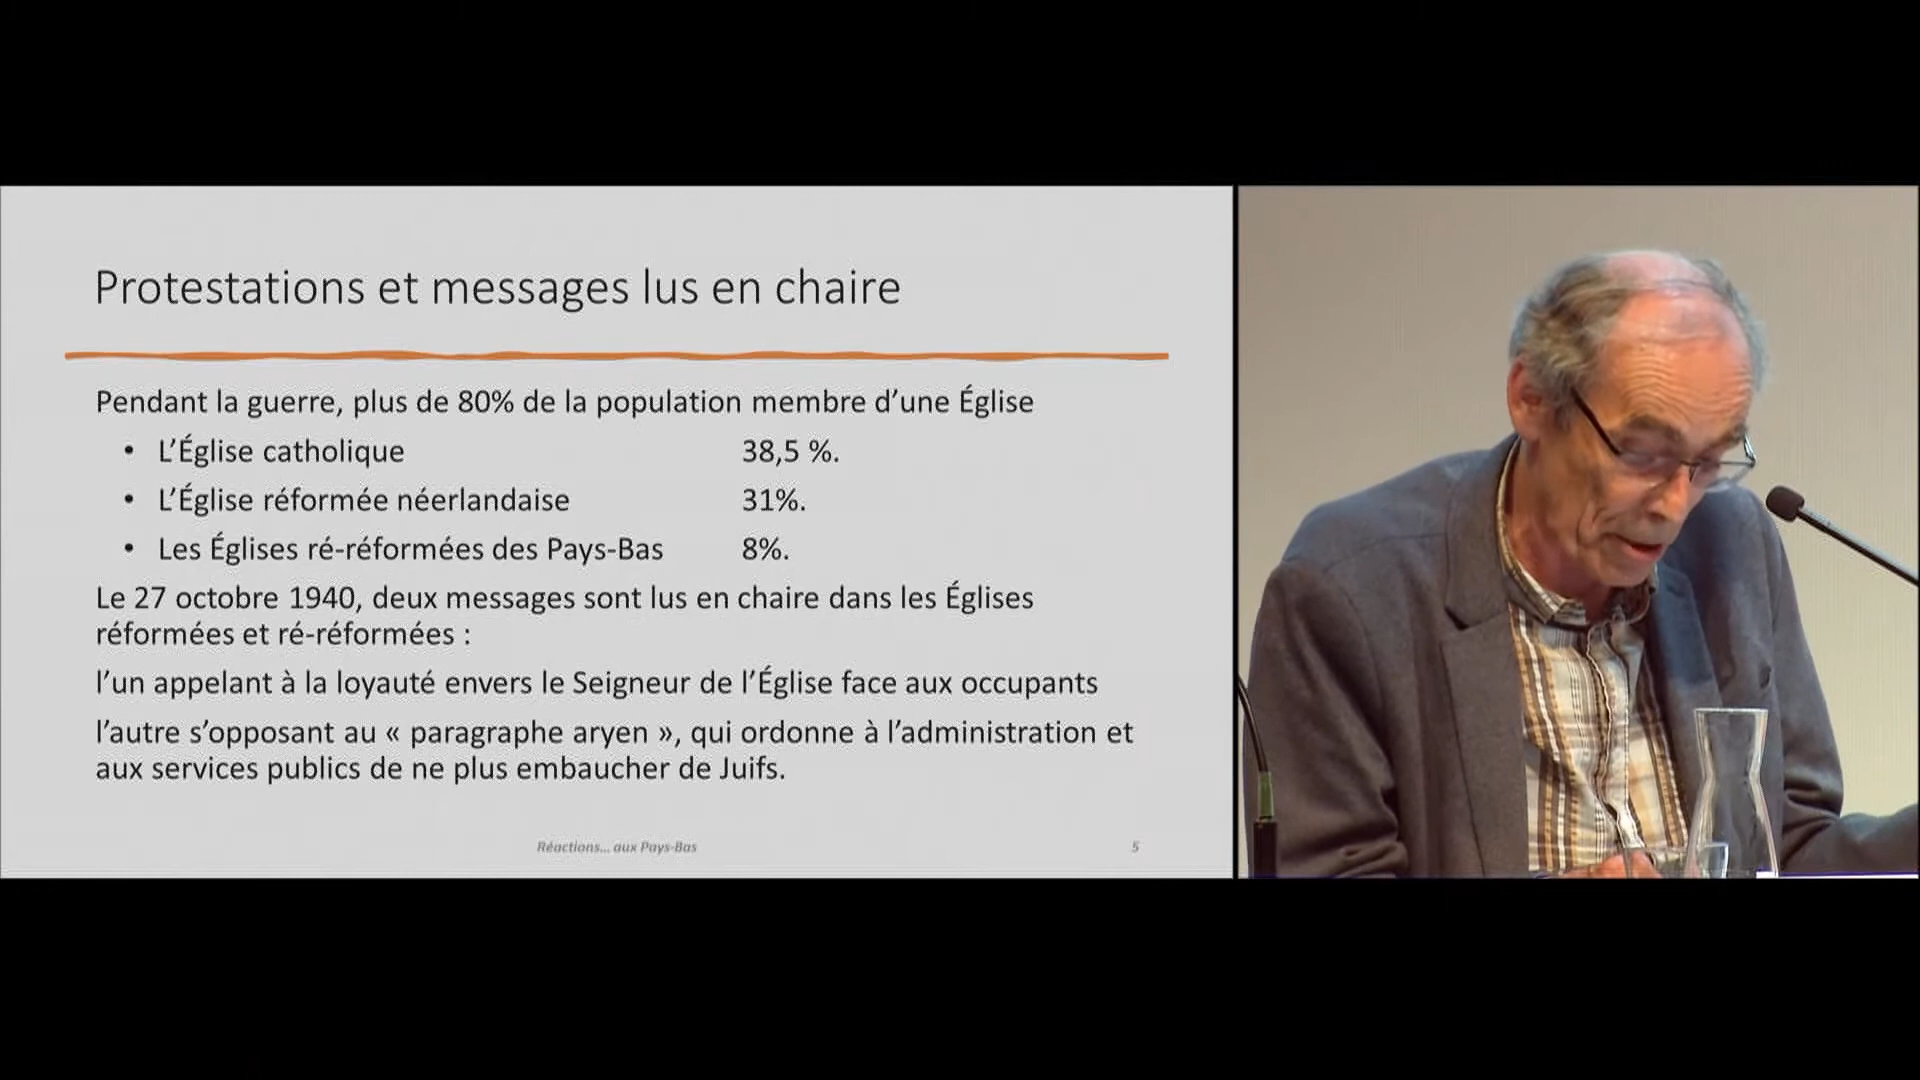 Protestations et messages lus en chaire
Pendant la guerre, plus de 80% de la population membre d’une Église
• L’Église catholique 38,5 %.
• L’Église réformée néerlandaise 31%.
• Les Églises ré-réformées des Pays-Bas 8%.
Le 27 octobre 1940, deux messages sont lus en chaire dans les Églises
réformées et ré-réformées :
l’un appelant à la loyauté envers le Seigneur de l’Église face aux occupants
l’autre s’opposant au « paragraphe aryen », qui ordonne à l’administration et
aux services publics de ne plus embaucher de Juifs.
Réactions... aux Pays-Bas 5